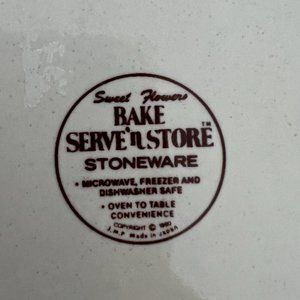 Sweet Flowers
BAKE
SERVE 'n STORE™
STONEWARE
• MICROWAVE, FREEZER AND
DISHWASHER SAFE
• OVEN TO TABLE
CONVENIENCE
COPYRIGHT ©
J.M.P. Made in Japan